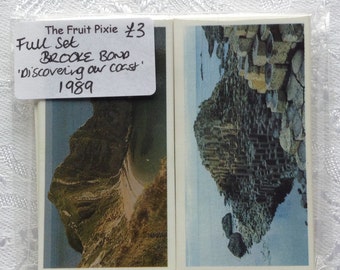 The Fruit Pixie £3
Full Set
BROOKE BOND
'Discovering our Coast'
1989